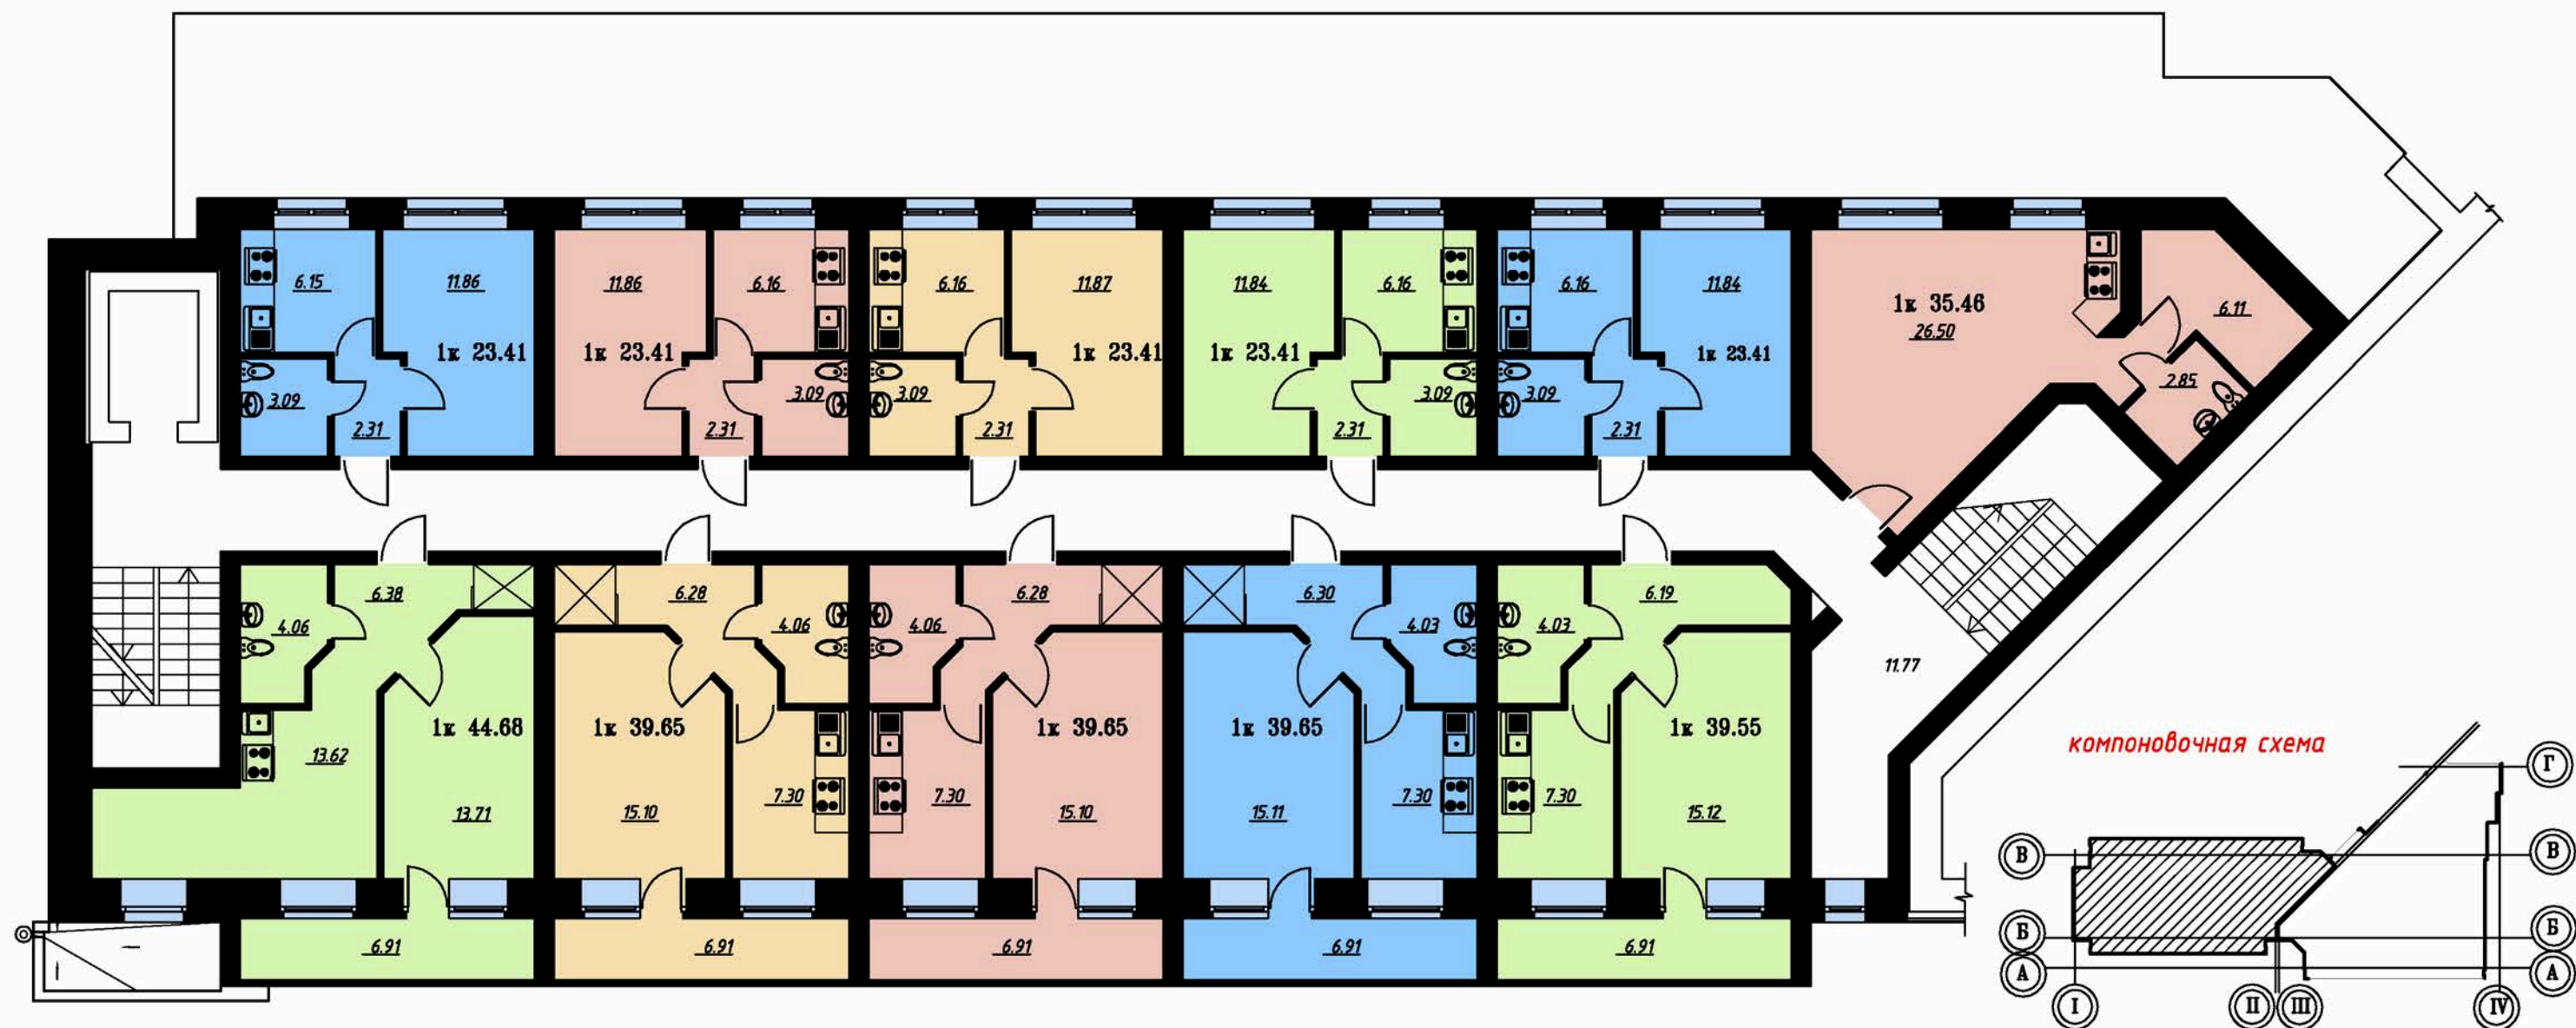 6.15
11.86
1к 23.41
3.09
2.31
11.86
6.16
1к 23.41
3.09
2.31
6.16
11.87
1к 23.41
3.09
2.31
11.84
6.16
1к 23.41
3.09
2.31
6.16
11.84
1к 23.41
3.09
2.31
1к 35.46
26.50
6.11
2.85
6.38
4.06
1к 44.68
13.62
13.71
6.91
6.28
4.06
1к 39.65
7.30
15.10
6.91
6.28
4.06
1к 39.65
7.30
15.10
6.91
6.30
4.03
1к 39.65
7.30
15.11
6.91
6.19
4.03
1к 39.55
7.30
15.12
6.91
11.77
компоновочная схема
Г
В
В
Б
Б
А
А
I
II
III
IV